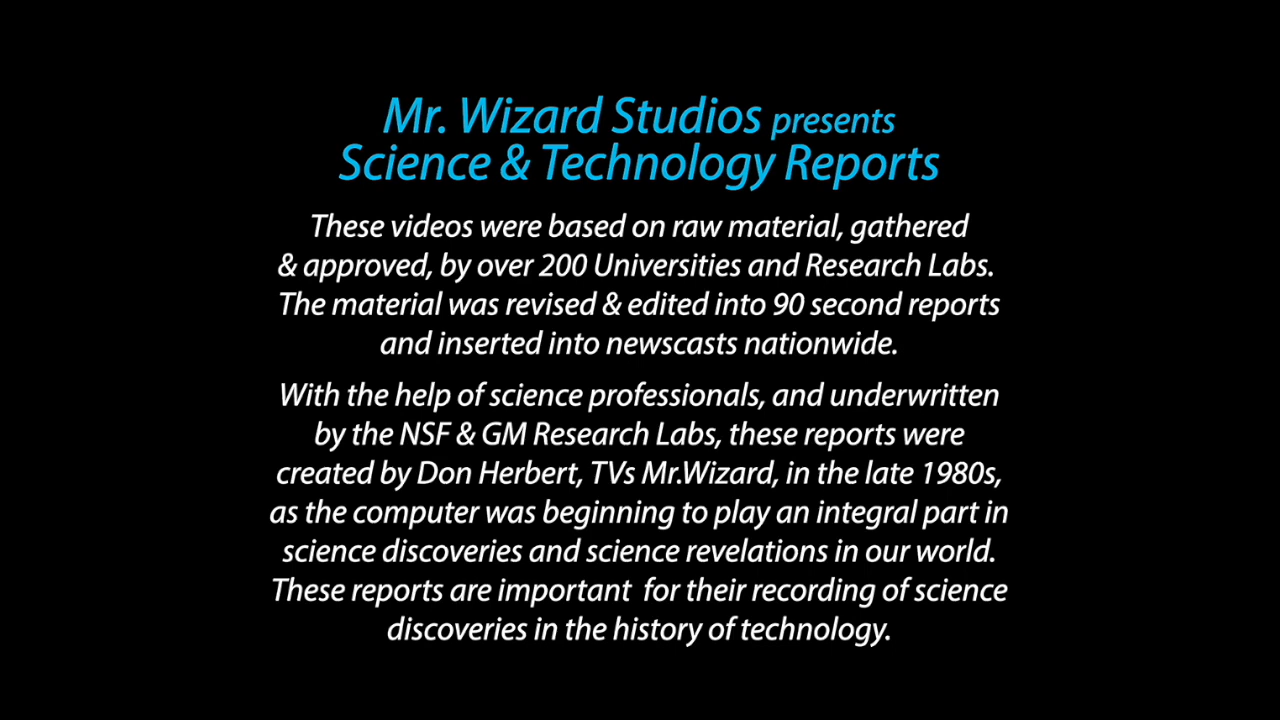 Mr. Wizard Studios presents
Science & Technology Reports
These videos were based on raw material, gathered
& approved, by over 200 Universities and Research Labs.
The material was revised & edited into 90 second reports
and inserted into newscasts nationwide.
With the help of science professionals, and underwritten
by the NSF & GM Research Labs, these reports were
created by Don Herbert, TVs Mr.Wizard, in the late 1980s,
as the computer was beginning to play an integral part in
science discoveries and science revelations in our world.
These reports are important  for their recording of science
discoveries in the history of technology.